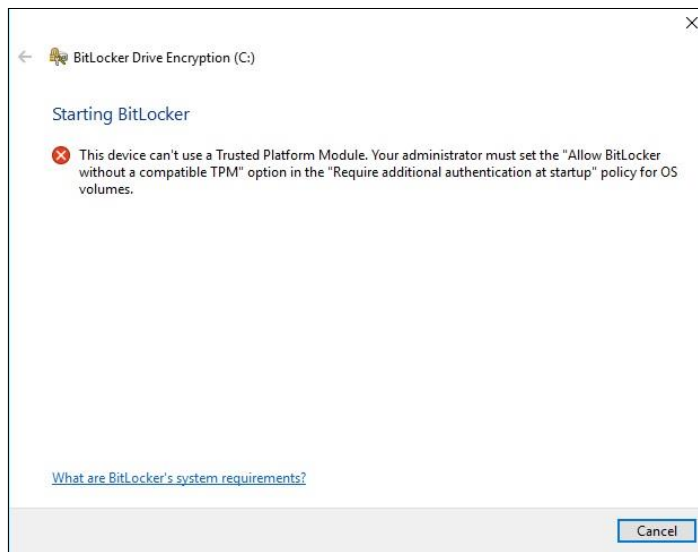 BitLocker Drive Encryption (C:)
Starting BitLocker
This device can't use a Trusted Platform Module. Your administrator must set the "Allow BitLocker
without a compatible TPM" option in the "Require additional authentication at startup" policy for OS
volumes.
What are BitLocker's system requirements?
Cancel